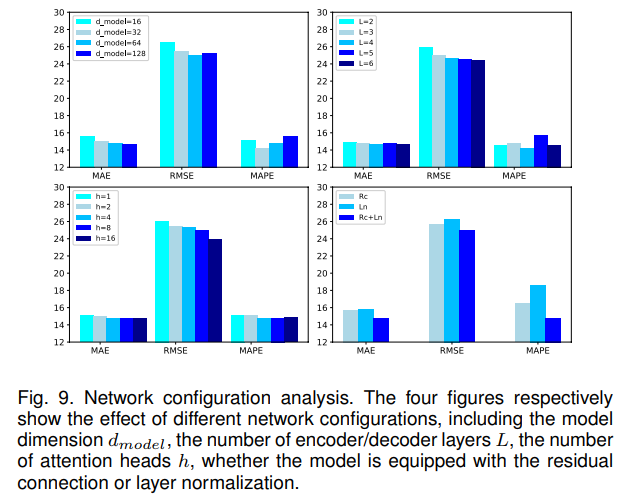 30
28
26
24
22
20
18
16
14
12
d_model=16
d_model=32
d_model=64
d_model=128
MAE RMSE MAPE
30
28
26
24
22
20
18
16
14
12
L=2
L=3
L=4
L=5
L=6
MAE RMSE MAPE
30
28
26
24
22
20
18
16
14
12
h=1
h=2
h=4
h=8
h=16
MAE RMSE MAPE
30
28
26
24
22
20
18
16
14
12
Rc
Ln
Rc+Ln
MAE RMSE MAPE
Fig. 9. Network configuration analysis. The four figures respectively
show the effect of different network configurations, including the model
dimension d_model, the number of encoder/decoder layers L, the number
of attention heads h, whether the model is equipped with the residual
connection or layer normalization.